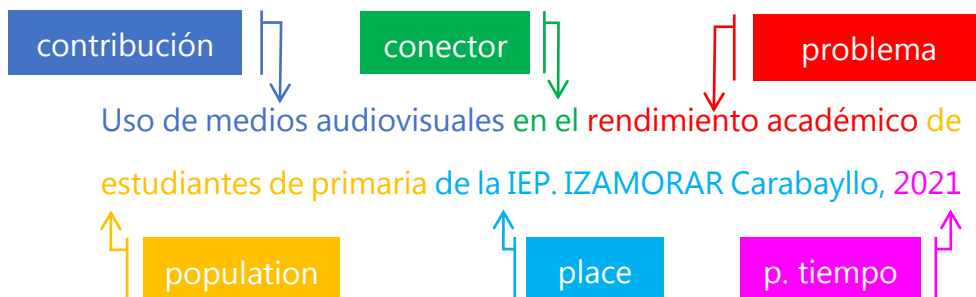 contribución conector problema
Uso de medios audiovisuales en el rendimiento académico de
estudiantes de primaria de la IEP. IZAMORAR Carabayllo, 2021
population place p. tiempo